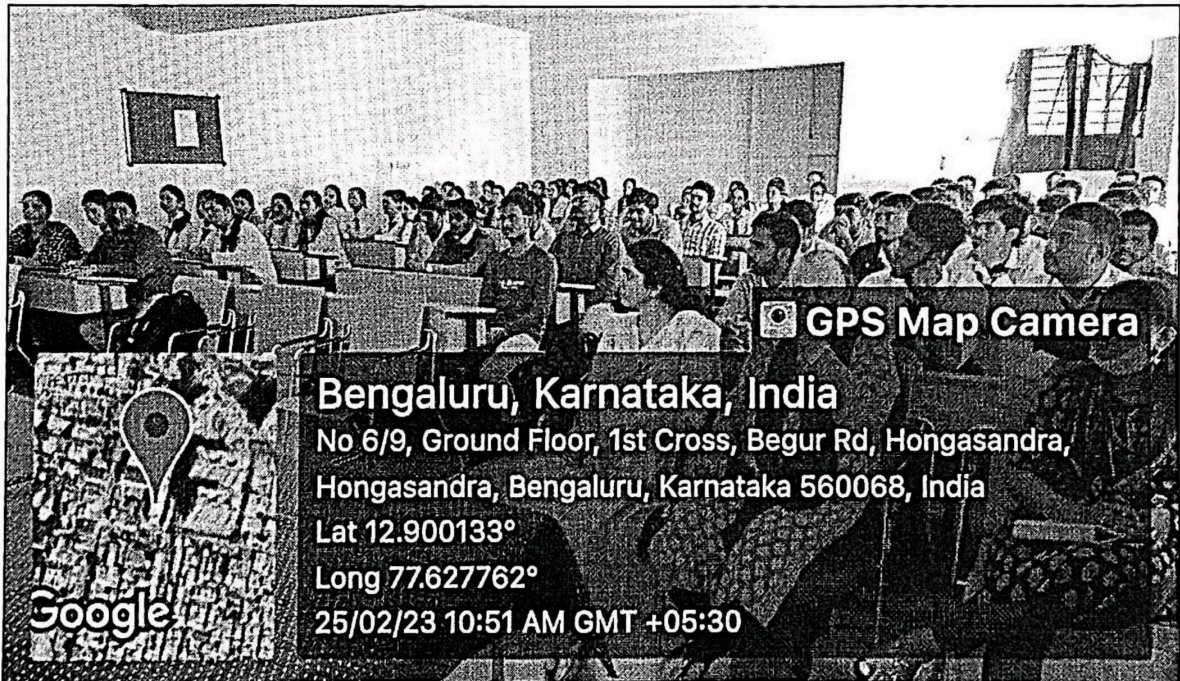 GPS Map Camera
Bengaluru, Karnataka, India
No 6/9, Ground Floor, 1st Cross, Begur Rd, Hongasandra,
Hongasandra, Bengaluru, Karnataka 560068, India
Lat 12.900133°
Long 77.627762°
25/02/23 10:51 AM GMT +05:30
Google